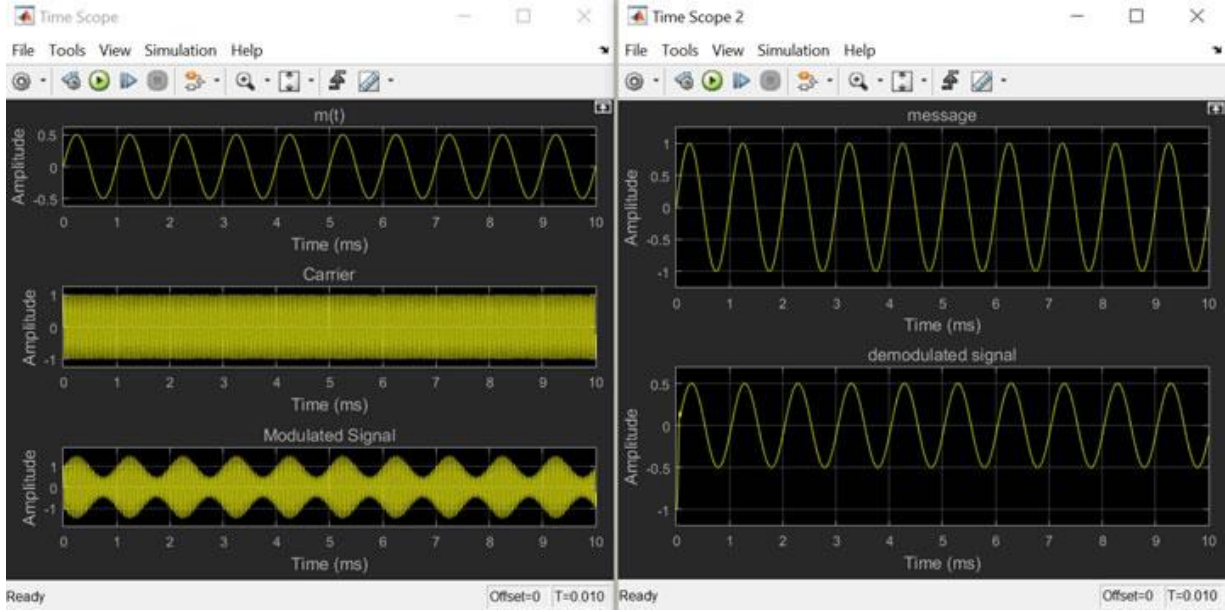 Time Scope
File Tools View Simulation Help
m(t)
Amplitude
0.5
0
-0.5
0 1 2 3 4 5 6 7 8 9 10
Time (ms)
Carrier
Amplitude
1
0
-1
0 1 2 3 4 5 6 7 8 9 10
Time (ms)
Modulated Signal
Amplitude
1
0
-1
0 1 2 3 4 5 6 7 8 9 10
Time (ms)
Ready
Offset=0 T=0.010
Time Scope 2
File Tools View Simulation Help
message
Amplitude
1
0.5
0
-0.5
-1
0 1 2 3 4 5 6 7 8 9 10
Time (ms)
demodulated signal
Amplitude
0.5
0
-0.5
-1
0 1 2 3 4 5 6 7 8 9 10
Time (ms)
Ready
Offset=0 T=0.010